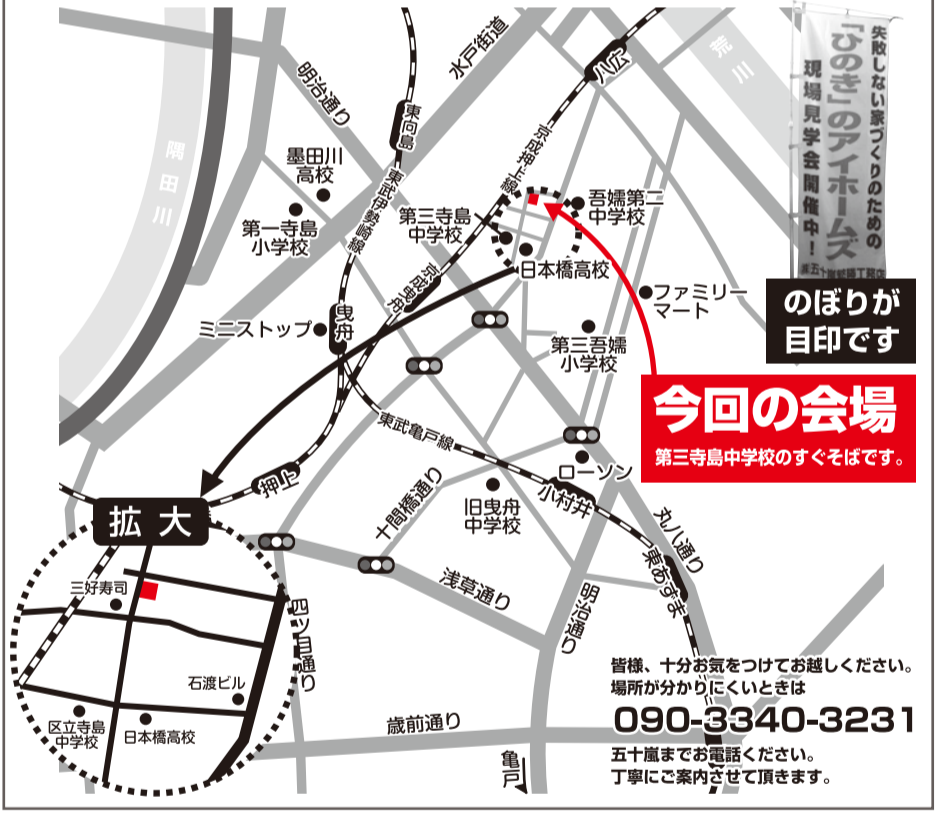 水戸街道
八広
荒川
明治通り
東向島
隅田川
墨田川
高校
第一寺島
小学校
東武伊勢崎線
京成押上線
第三寺島
中学校
吾嬬第二
中学校
日本橋高校
京成曳舟
曳舟
ミニストップ
ファミリー
マート
第三吾嬬
小学校
失敗しない家づくりのための
「ひのき」のアイホームズ
現場見学会開催中!
のぼりが
目印です
今回の会場
第三寺島中学校のすぐそばです。
東武亀戸線
ローソン
押上
十間橋通り
旧曳舟
中学校
小村井
丸八通り
東あずま
浅草通り
明治通り
四ツ目通り
蔵前通り
亀戸
拡大
三好寿司
石渡ビル
区立寺島
中学校
日本橋高校
皆様、十分お気をつけてお越しください。
場所が分かりにくいときは
090-3340-3231
五十嵐までお電話ください。
丁寧にご案内させて頂きます。